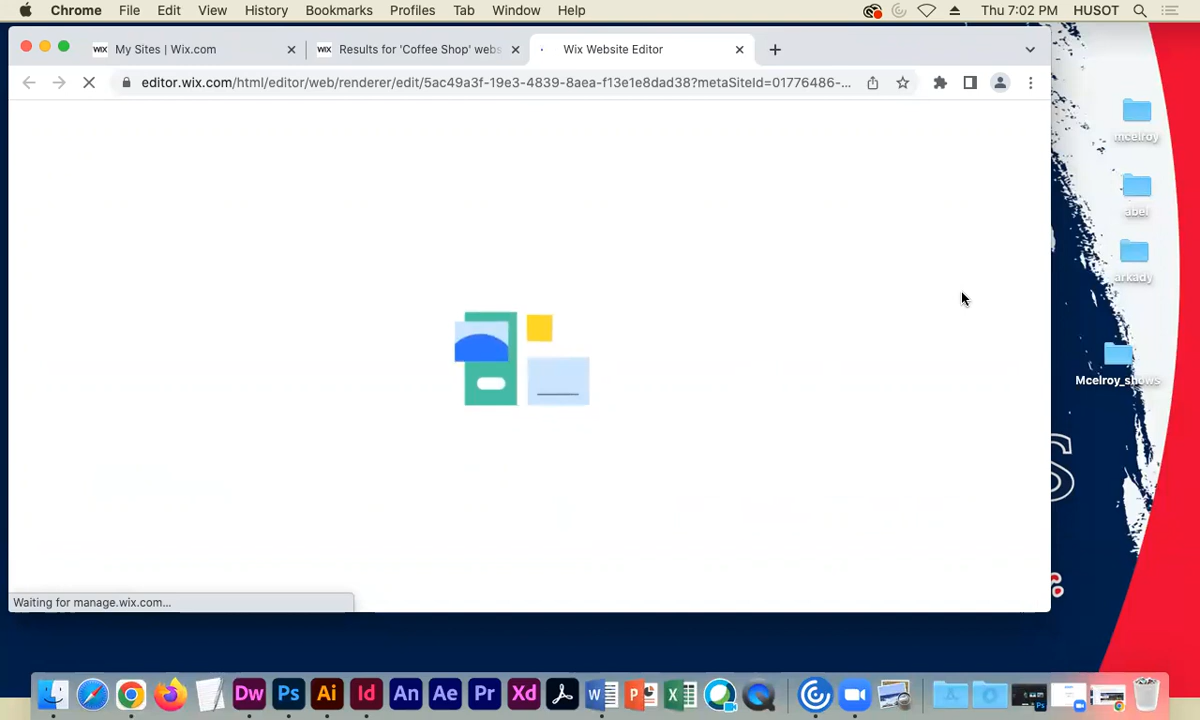 Chrome File Edit View History Bookmarks Profiles Tab Window Help Thu 7:02 PM HUSOT
WIX My Sites | Wix.com WIX Results for 'Coffee Shop' webs Wix Website Editor
editor.wix.com/html/editor/web/renderer/edit/5ac49a3f-19e3-4839-8aea-f13e1e8dad38?metaSiteId=01776486-...
mcelroy
abel
arkady
Mcelroy_shows
S
Waiting for manage.wix.com...
Dw Ps Ai Id An Ae Pr Xd